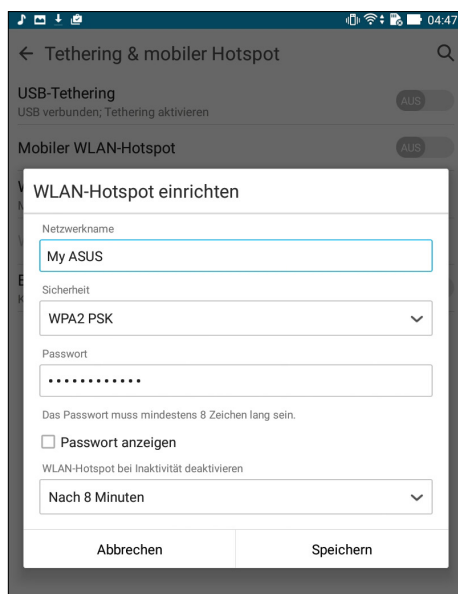 04:47
Tethering & mobiler Hotspot
USB-Tethering
AUS
USB verbunden; Tethering aktivieren
Mobiler WLAN-Hotspot
AUS
WLAN-Hotspot einrichten
Netzwerkname
My ASUS
Sicherheit
WPA2 PSK
Passwort
••••••••••••
Das Passwort muss mindestens 8 Zeichen lang sein.
Passwort anzeigen
WLAN-Hotspot bei Inaktivität deaktivieren
Nach 8 Minuten
Abbrechen
Speichern